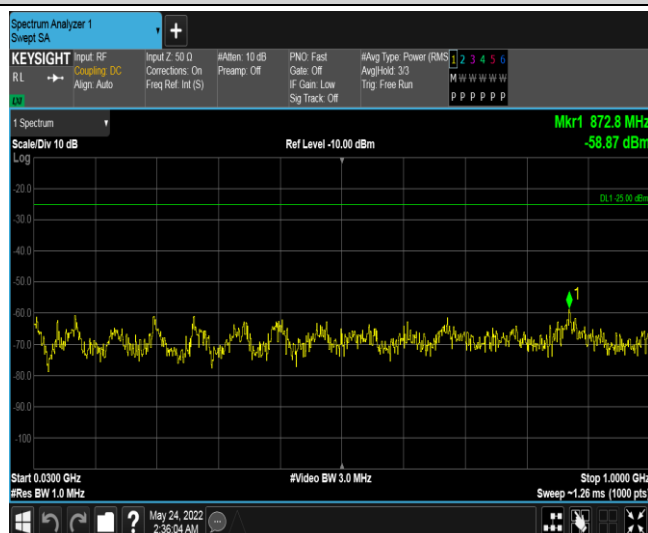 Spectrum Analyzer 1
Swept SA
+
KEYSIGHT Input: RF Input Z: 50 Ω #Atten: 10 dB PNO: Fast #Avg Type: Power (RMS 1 2 3 4 5 6
RL Coupling: DC Corrections: On Preamp: Off Gate: Off Avg|Hold: 3/3 M W W W W W
Align: Auto Freq Ref: Int (S) IF Gain: Low Trig: Free Run
Sig Track: Off P P P P P P
1 Spectrum Mkr1 872.8 MHz
Scale/Div 10 dB Ref Level -10.00 dBm -58.87 dBm
Log
-20.0
DL1 -25.00 dBm
-30.0
-40.0
-50.0
1
-60.0
-70.0
-80.0
-90.0
-100
Start 0.0300 GHz #Video BW 3.0 MHz Stop 1.0000 GHz
#Res BW 1.0 MHz Sweep ~1.26 ms (1000 pts)
? May 24, 2022
2:36:04 AM